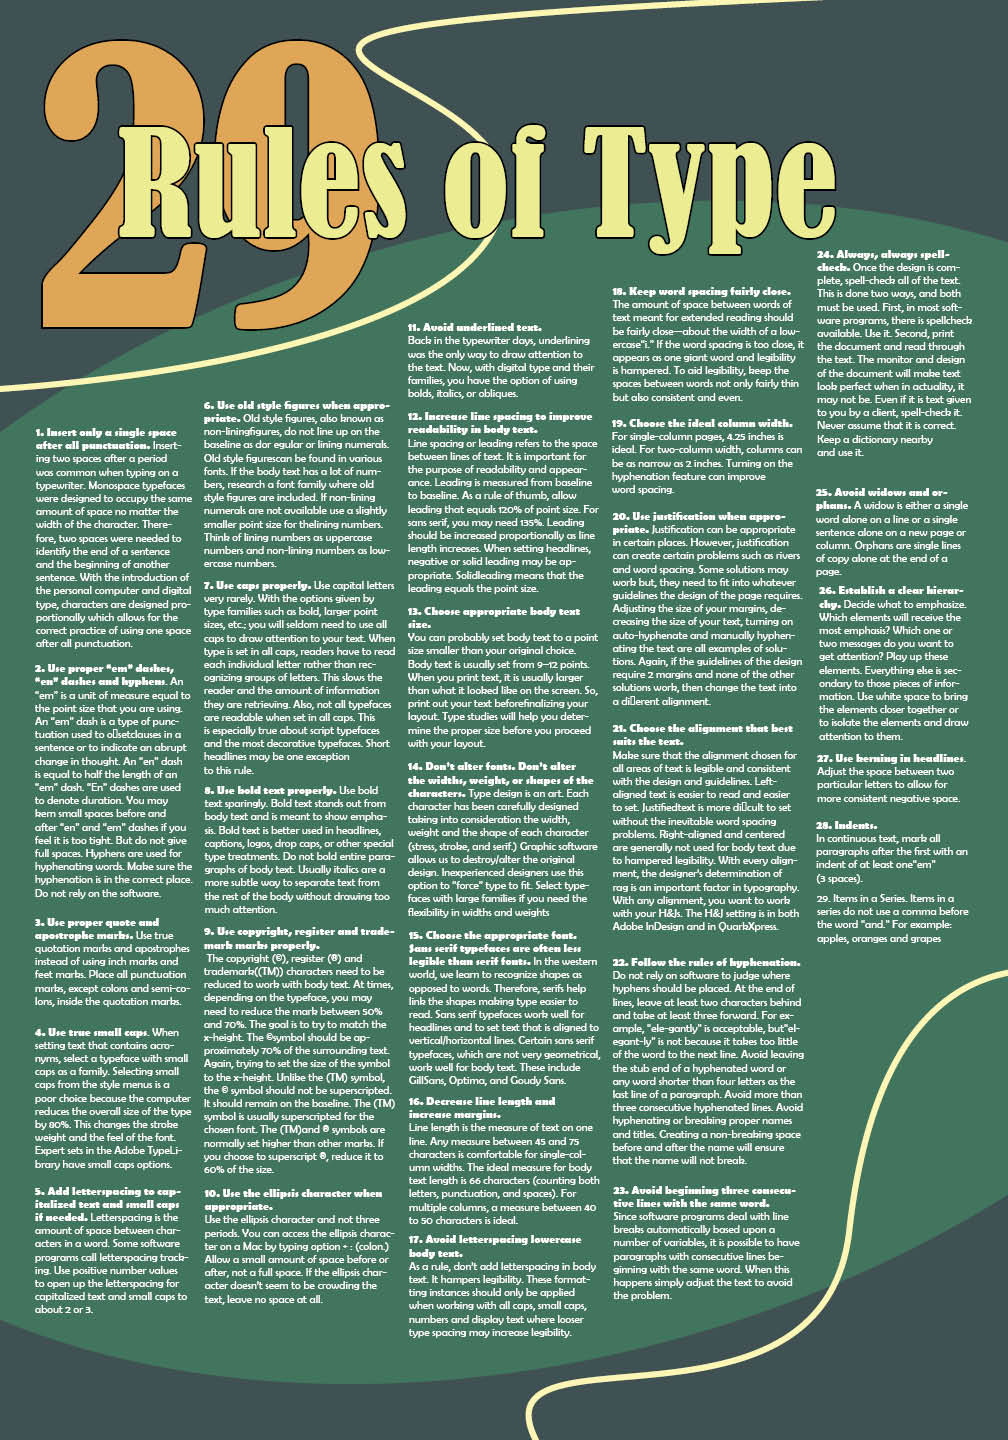 29
Rules of Type
1. Insert only a single space
after all punctuation. Insert-
ing two spaces after a period
was common when typing on a
typewriter. Monospace typefaces
were designed to occupy the same
amount of space no matter the
width of the character. There-
fore, two spaces were needed to
identify the end of a sentence
and the beginning of another
sentence. With the introduction of
the personal computer and digital
type, characters are designed pro-
portionally which allows for the
correct practice of using one space
after all punctuation.
2. Use proper "em" dashes,
"en" dashes and hyphens. An
"em" is a unit of measure equal to
the point size that you are using.
An "em" dash is a type of punc-
tuation used to o▯setclauses in a
sentence or to indicate an abrupt
change in thought. An "en" dash
is equal to half the length of an
"em" dash. "En" dashes are used
to denote duration. You may
kern small spaces before and
after "en" and "em" dashes if you
feel it is too tight. But do not give
full spaces. Hyphens are used for
hyphenating words. Make sure the
hyphenation is in the correct place.
Do not rely on the software.
3. Use proper quote and
apostrophe marks. Use true
quotation marks and apostrophes
instead of using inch marks and
feet marks. Place all punctuation
marks, except colons and semi-co-
lons, inside the quotation marks.
4. Use true small caps. When
setting text that contains acro-
nyms, select a typeface with small
caps as a family. Selecting small
caps from the style menus is a
poor choice because the computer
reduces the overall size of the type
by 80%. This changes the stroke
weight and the feel of the font.
Expert sets in the Adobe TypeLi-
brary have small caps options.
5. Add letterspacing to cap-
italized text and small caps
if needed. Letterspacing is the
amount of space between char-
acters in a word. Some software
programs call letterspacing track-
ing. Use positive number values
to open up the letterspacing for
capitalized text and small caps to
about 2 or 3.
6. Use old style figures when appro-
priate. Old style figures, also known as
non-liningfigures, do not line up on the
baseline as do egular or lining numerals.
Old style figurescan be found in various
fonts. If the body text has a lot of num-
bers, research a font family where old
style figures are included. If non-lining
numerals are not available use a slightly
smaller point size for thelining numbers.
Think of lining numbers as uppercase
numbers and non-lining numbers as low-
ercase numbers.
7. Use caps properly. Use capital letters
very rarely. With the options given by
type families such as bold, larger point
sizes, etc.; you will seldom need to use all
caps to draw attention to your text. When
type is set in all caps, readers have to read
each individual letter rather than rec-
ognizing groups of letters. This slows the
reader and the amount of information
they are retrieving. Also, not all typefaces
are readable when set in all caps. This
is especially true about script typefaces
and the most decorative typefaces. Short
headlines may be one exception
to this rule.
8. Use bold text properly. Use bold
text sparingly. Bold text stands out from
body text and is meant to show empha-
sis. Bold text is better used in headlines,
captions, logos, drop caps, or other special
type treatments. Do not bold entire para-
graphs of body text. Usually italics are a
more subtle way to separate text from
the rest of the body without drawing too
much attention.
9. Use copyright, register and trade-
mark marks properly.
The copyright (©), register (®) and
trademark((TM)) characters need to be
reduced to work with body text. At times,
depending on the typeface, you may
need to reduce the mark between 50%
and 70%. The goal is to try to match the
x-height. The ©symbol should be ap-
proximately 70% of the surrounding text.
Again, trying to set the size of the symbol
to the x-height. Unlike the (TM) symbol,
the © symbol should not be superscripted.
It should remain on the baseline. The (TM)
symbol is usually superscripted for the
chosen font. The (TM)and ® symbols are
normally set higher than other marks. If
you choose to superscript ®, reduce it to
60% of the size.
10. Use the ellipsis character when
appropriate.
Use the ellipsis character and not three
periods. You can access the ellipsis charac-
ter on a Mac by typing option + : (colon.)
Allow a small amount of space before or
after, not a full space. If the ellipsis char-
acter doesn't seem to be crowding the
text, leave no space at all.
11. Avoid underlined text.
Back in the typewriter days, underlining
was the only way to draw attention to
the text. Now, with digital type and their
families, you have the option of using
bolds, italics, or obliques.
12. Increase line spacing to improve
readability in body text.
Line spacing or leading refers to the space
between lines of text. It is important for
the purpose of readability and appear-
ance. Leading is measured from baseline
to baseline. As a rule of thumb, allow
leading that equals 120% of point size. For
sans serif, you may need 135%. Leading
should be increased proportionally as line
length increases. When setting headlines,
negative or solid leading may be ap-
propriate. Solidleading means that the
leading equals the point size.
13. Choose appropriate body text
size.
You can probably set body text to a point
size smaller than your original choice.
Body text is usually set from 9–12 points.
When you print text, it is usually larger
than what it looked like on the screen. So,
print out your text beforefinalizing your
layout. Type studies will help you deter-
mine the proper size before you proceed
with your layout.
14. Don't alter fonts. Don't alter
the widths, weight, or shapes of the
characters. Type design is an art. Each
character has been carefully designed
taking into consideration the width,
weight and the shape of each character
(stress, stroke, and serif.) Graphic software
allows us to destroy/alter the original
design. Inexperienced designers use this
option to "force" type to fit. Select type-
faces with large families if you need the
flexibility in widths and weights
15. Choose the appropriate font.
Sans serif typefaces are often less
legible than serif fonts. In the western
world, we learn to recognize shapes as
opposed to words. Therefore, serifs help
link the shapes making type easier to
read. Sans serif typefaces work well for
headlines and to set text that is aligned to
vertical/horizontal lines. Certain sans serif
typefaces, which are not very geometrical,
work well for body text. These include
GillSans, Optima, and Goudy Sans.
16. Decrease line length and
increase margins.
Line length is the measure of text on one
line. Any measure between 45 and 75
characters is comfortable for single-col-
umn widths. The ideal measure for body
text length is 66 characters (counting both
letters, punctuation, and spaces). For
multiple columns, a measure between 40
to 50 characters is ideal.
17. Avoid letterspacing lowercase
body text.
As a rule, don't add letterspacing in body
text. It hampers legibility. These format-
ting instances should only be applied
when working with all caps, small caps,
numbers and display text where looser
type spacing may increase legibility.
18. Keep word spacing fairly close.
The amount of space between words of
text meant for extended reading should
be fairly close—about the width of a low-
ercase"i." If the word spacing is too close, it
appears as one giant word and legibility
is hampered. To aid legibility, keep the
spaces between words not only fairly thin
but also consistent and even.
19. Choose the ideal column width.
For single-column pages, 4.25 inches is
ideal. For two-column width, columns can
be as narrow as 2 inches. Turning on the
hyphenation feature can improve
word spacing.
20. Use justification when appro-
priate. Justification can be appropriate
in certain places. However, justification
can create certain problems such as rivers
and word spacing. Some solutions may
work but, they need to fit into whatever
guidelines the design of the page requires.
Adjusting the size of your margins, de-
creasing the size of your text, turning on
auto-hyphenate and manually hyphen-
ating the text are all examples of solu-
tions. Again, if the guidelines of the design
require 2 margins and none of the other
solutions work, then change the text into
a di▯erent alignment.
21. Choose the alignment that best
suits the text.
Make sure that the alignment chosen for
all areas of text is legible and consistent
with the design and guidelines. Left-
aligned text is easier to read and easier
to set. Justifiedtext is more di▯cult to set
without the inevitable word spacing
problems. Right-aligned and centered
are generally not used for body text due
to hampered legibility. With every align-
ment, the designer's determination of
rag is an important factor in typography.
With any alignment, you want to work
with your H&Js. The H&J setting is in both
Adobe InDesign and in QuarkXpress.
22. Follow the rules of hyphenation.
Do not rely on software to judge where
hyphens should be placed. At the end of
lines, leave at least two characters behind
and take at least three forward. For ex-
ample, "ele-gantly" is acceptable, but"el-
egant-ly" is not because it takes too little
of the word to the next line. Avoid leaving
the stub end of a hyphenated word or
any word shorter than four letters as the
last line of a paragraph. Avoid more than
three consecutive hyphenated lines. Avoid
hyphenating or breaking proper names
and titles. Creating a non-breaking space
before and after the name will ensure
that the name will not break.
23. Avoid beginning three consecu-
tive lines with the same word.
Since software programs deal with line
breaks automatically based upon a
number of variables, it is possible to have
paragraphs with consecutive lines be-
ginning with the same word. When this
happens simply adjust the text to avoid
the problem.
24. Always, always spell-
check. Once the design is com-
plete, spell-check all of the text.
This is done two ways, and both
must be used. First, in most soft-
ware programs, there is spellcheck
available. Use it. Second, print
the document and read through
the text. The monitor and design
of the document will make text
look perfect when in actuality, it
may not be. Even if it is text given
to you by a client, spell-check it.
Never assume that it is correct.
Keep a dictionary nearby
and use it.
25. Avoid widows and or-
phans. A widow is either a single
word alone on a line or a single
sentence alone on a new page or
column. Orphans are single lines
of copy alone at the end of a
page.
26. Establish a clear hierar-
chy. Decide what to emphasize.
Which elements will receive the
most emphasis? Which one or
two messages do you want to
get attention? Play up these
elements. Everything else is sec-
ondary to those pieces of infor-
mation. Use white space to bring
the elements closer together or
to isolate the elements and draw
attention to them.
27. Use kerning in headlines.
Adjust the space between two
particular letters to allow for
more consistent negative space.
28. Indents.
In continuous text, mark all
paragraphs after the first with an
indent of at least one"em"
(3 spaces).
29. Items in a Series. Items in a
series do not use a comma before
the word "and." For example:
apples, oranges and grapes